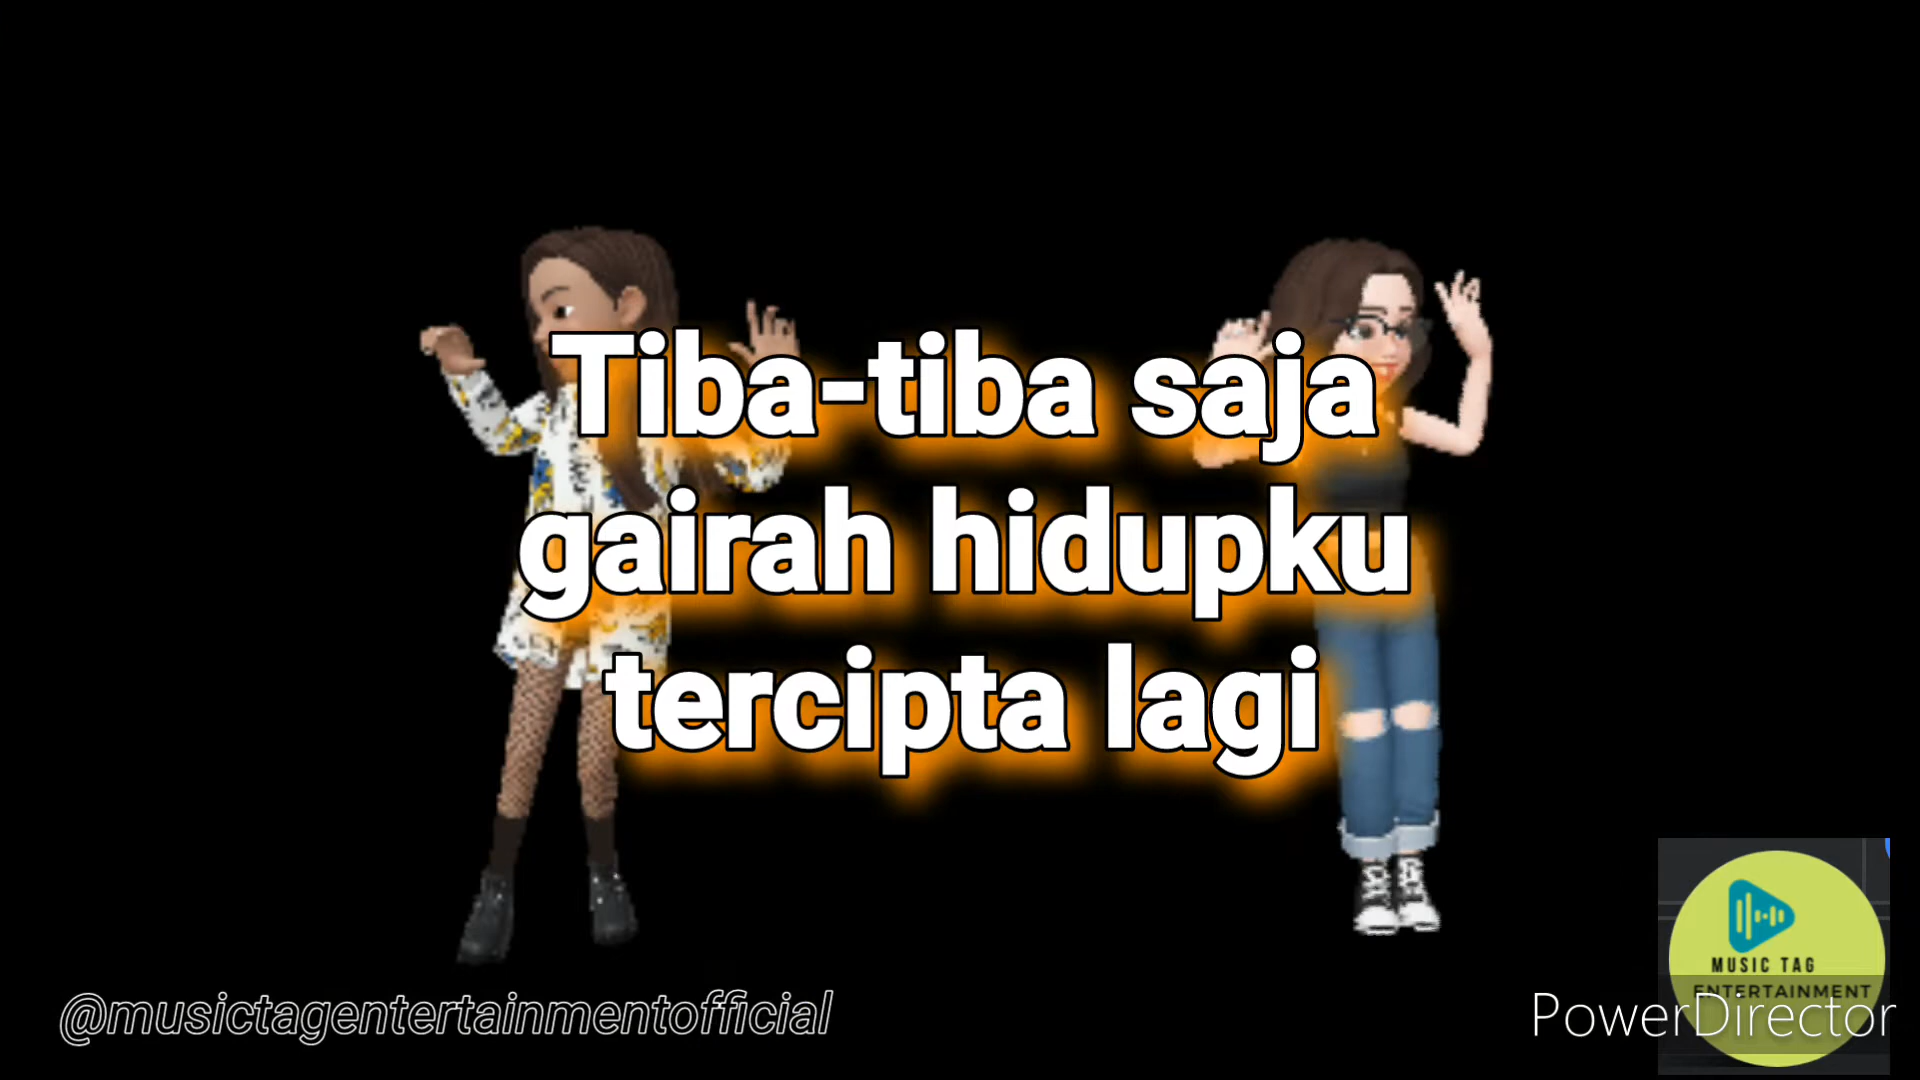 Tiba-tiba saja
gairah hidupku
tercipta lagi
MUSIC TAG
ENTERTAINMENT
@musictagentertainmentofficial
PowerDirector